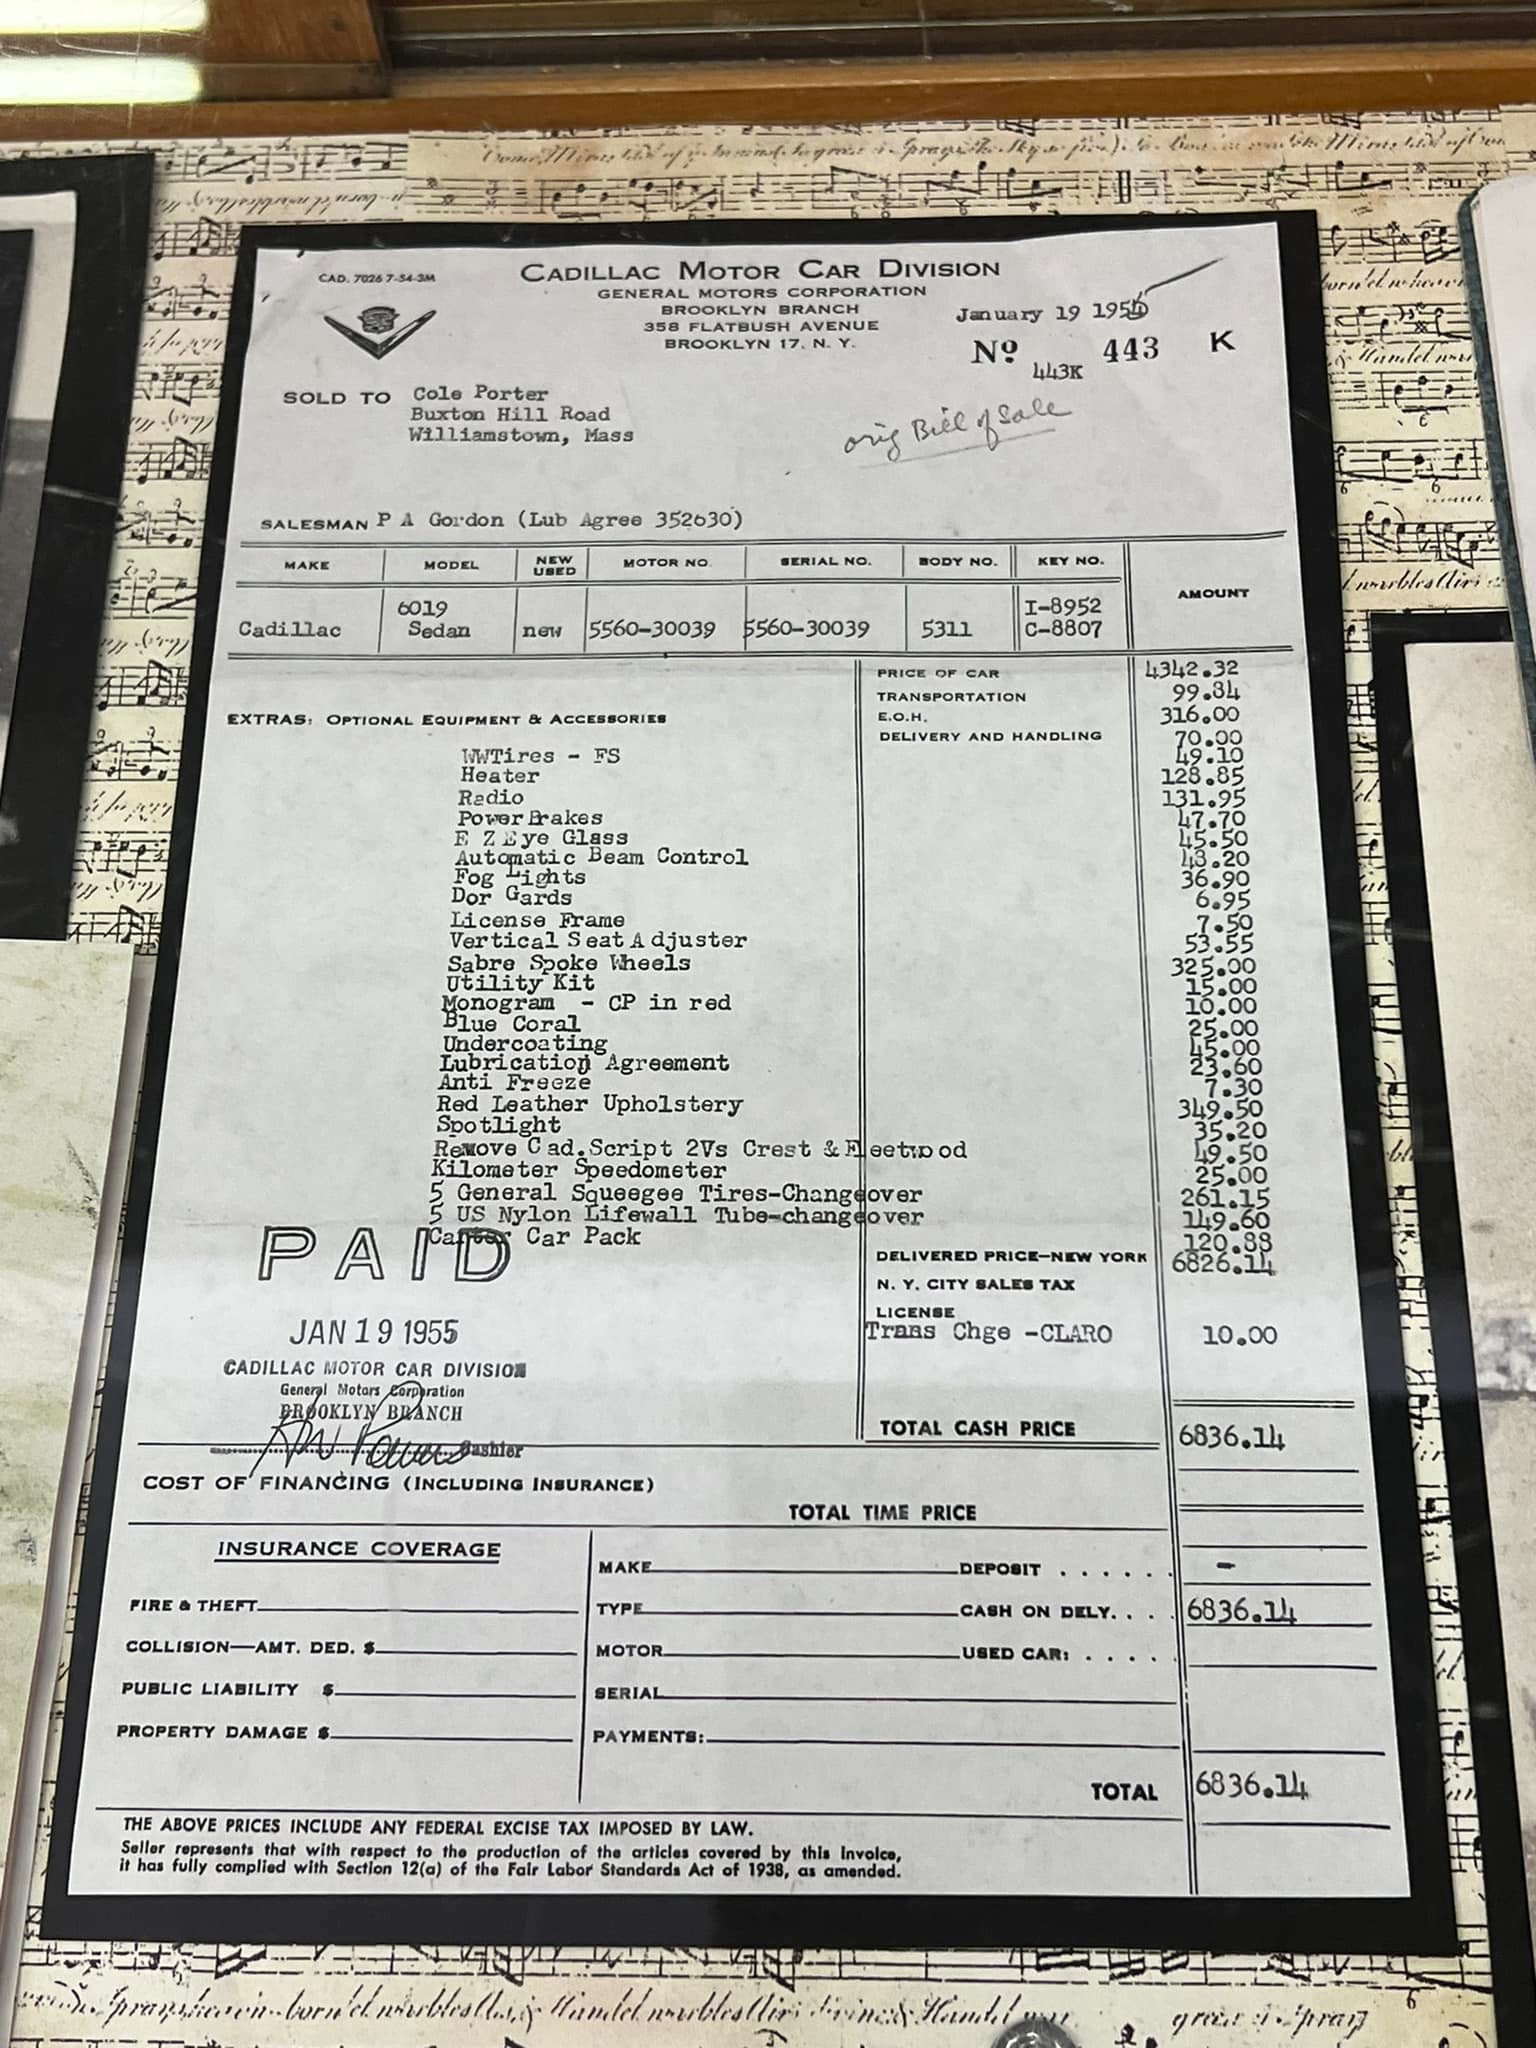 CAD. 7026 7-54-3M
CADILLAC MOTOR CAR DIVISION
GENERAL MOTORS CORPORATION
BROOKLYN BRANCH
358 FLATBUSH AVENUE
BROOKLYN 17, N. Y.
January 19 195
No 443 K
443K
SOLD TO Cole Porter
Buxton Hill Road
Williamstown, Mass
orig Bill of Sale
SALESMAN P A Gordon (Lub Agree 352630)
MAKE MODEL NEW USED MOTOR NO. SERIAL NO. BODY NO. KEY NO. AMOUNT
6019 I-8952
Cadillac Sedan new 5560-30039 5560-30039 5311 C-8807
PRICE OF CAR 4342.32
TRANSPORTATION 99.84
E.O.H. 316.00
EXTRAS: OPTIONAL EQUIPMENT & ACCESSORIES DELIVERY AND HANDLING 70.00
WWTires - FS 49.10
Heater 128.85
Radio 131.95
Power Brakes 47.70
E Z Eye Glass 45.50
Automatic Beam Control 48.20
Fog Lights 36.90
Dor Gards 6.95
License Frame 7.50
Vertical Seat Adjuster 53.55
Sabre Spoke Wheels 325.00
Utility Kit 15.00
Monogram - CP in red 10.00
Blue Coral 25.00
Undercoating 45.00
Lubrication Agreement 23.60
Anti Freeze 7.30
Red Leather Upholstery 349.50
Spotlight 35.20
Remove Cad.Script 2Vs Crest & Fleetwood 49.50
Kilometer Speedometer 25.00
5 General Squeegee Tires-Changeover 261.15
5 US Nylon Lifewall Tube-changeover 149.60
Carter Car Pack 120.88
DELIVERED PRICE—NEW YORK 6826.14
N. Y. CITY SALES TAX
LICENSE
Trans Chge -CLARO 10.00
PAID
JAN 19 1955
CADILLAC MOTOR CAR DIVISION
General Motors Corporation
BROOKLYN BRANCH
Cashier
TOTAL CASH PRICE 6836.14
COST OF FINANCING (INCLUDING INSURANCE)
TOTAL TIME PRICE
INSURANCE COVERAGE
MAKE DEPOSIT . . . . . . -
FIRE & THEFT TYPE CASH ON DELY. . . . 6836.14
COLLISION—AMT. DED. $ MOTOR USED CAR: . . . . .
PUBLIC LIABILITY $ SERIAL
PROPERTY DAMAGE $ PAYMENTS:
TOTAL 6836.14
THE ABOVE PRICES INCLUDE ANY FEDERAL EXCISE TAX IMPOSED BY LAW.
Seller represents that with respect to the production of the articles covered by this invoice,
it has fully complied with Section 12(a) of the Fair Labor Standards Act of 1938, as amended.